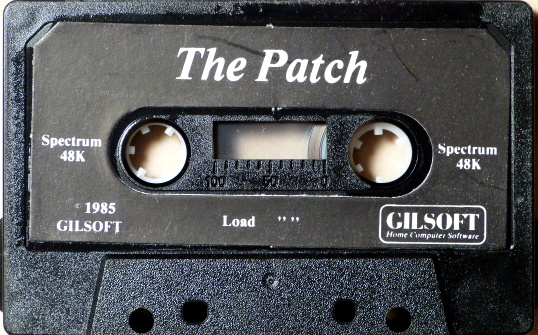 The Patch
Spectrum
48K
Spectrum
48K
100 50 0
© 1985
GILSOFT
Load " "
GILSOFT
Home Computer Software